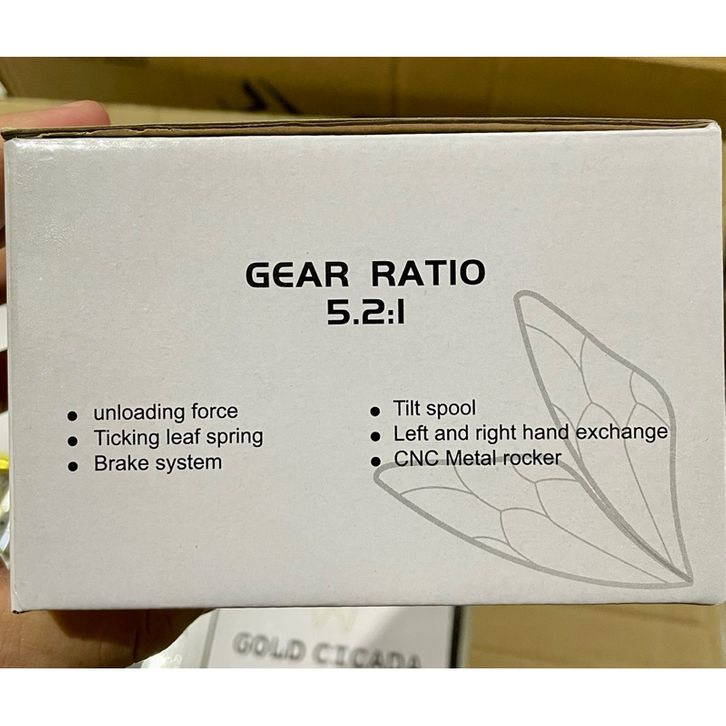 GEAR RATIO
5.2:1
• unloading force
• Ticking leaf spring
• Brake system
• Tilt spool
• Left and right hand exchange
• CNC Metal rocker
GOLD CICADA